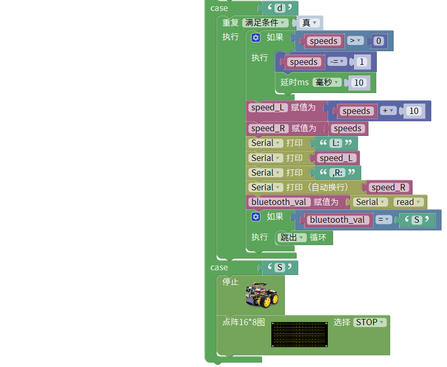 case “ d ”
重复 满足条件 真
执行 如果 speeds > 0
执行 speeds -= 1
延时ms 毫秒 10
speed_L 赋值为 speeds + 10
speed_R 赋值为 speeds
Serial 打印 “ L: ”
Serial 打印 speed_L
Serial 打印 “ ,R: ”
Serial 打印（自动换行） speed_R
bluetooth_val 赋值为 Serial read
如果 bluetooth_val = “ S ”
执行 跳出 循环
case “ S ”
停止
点阵16*8图 选择 STOP